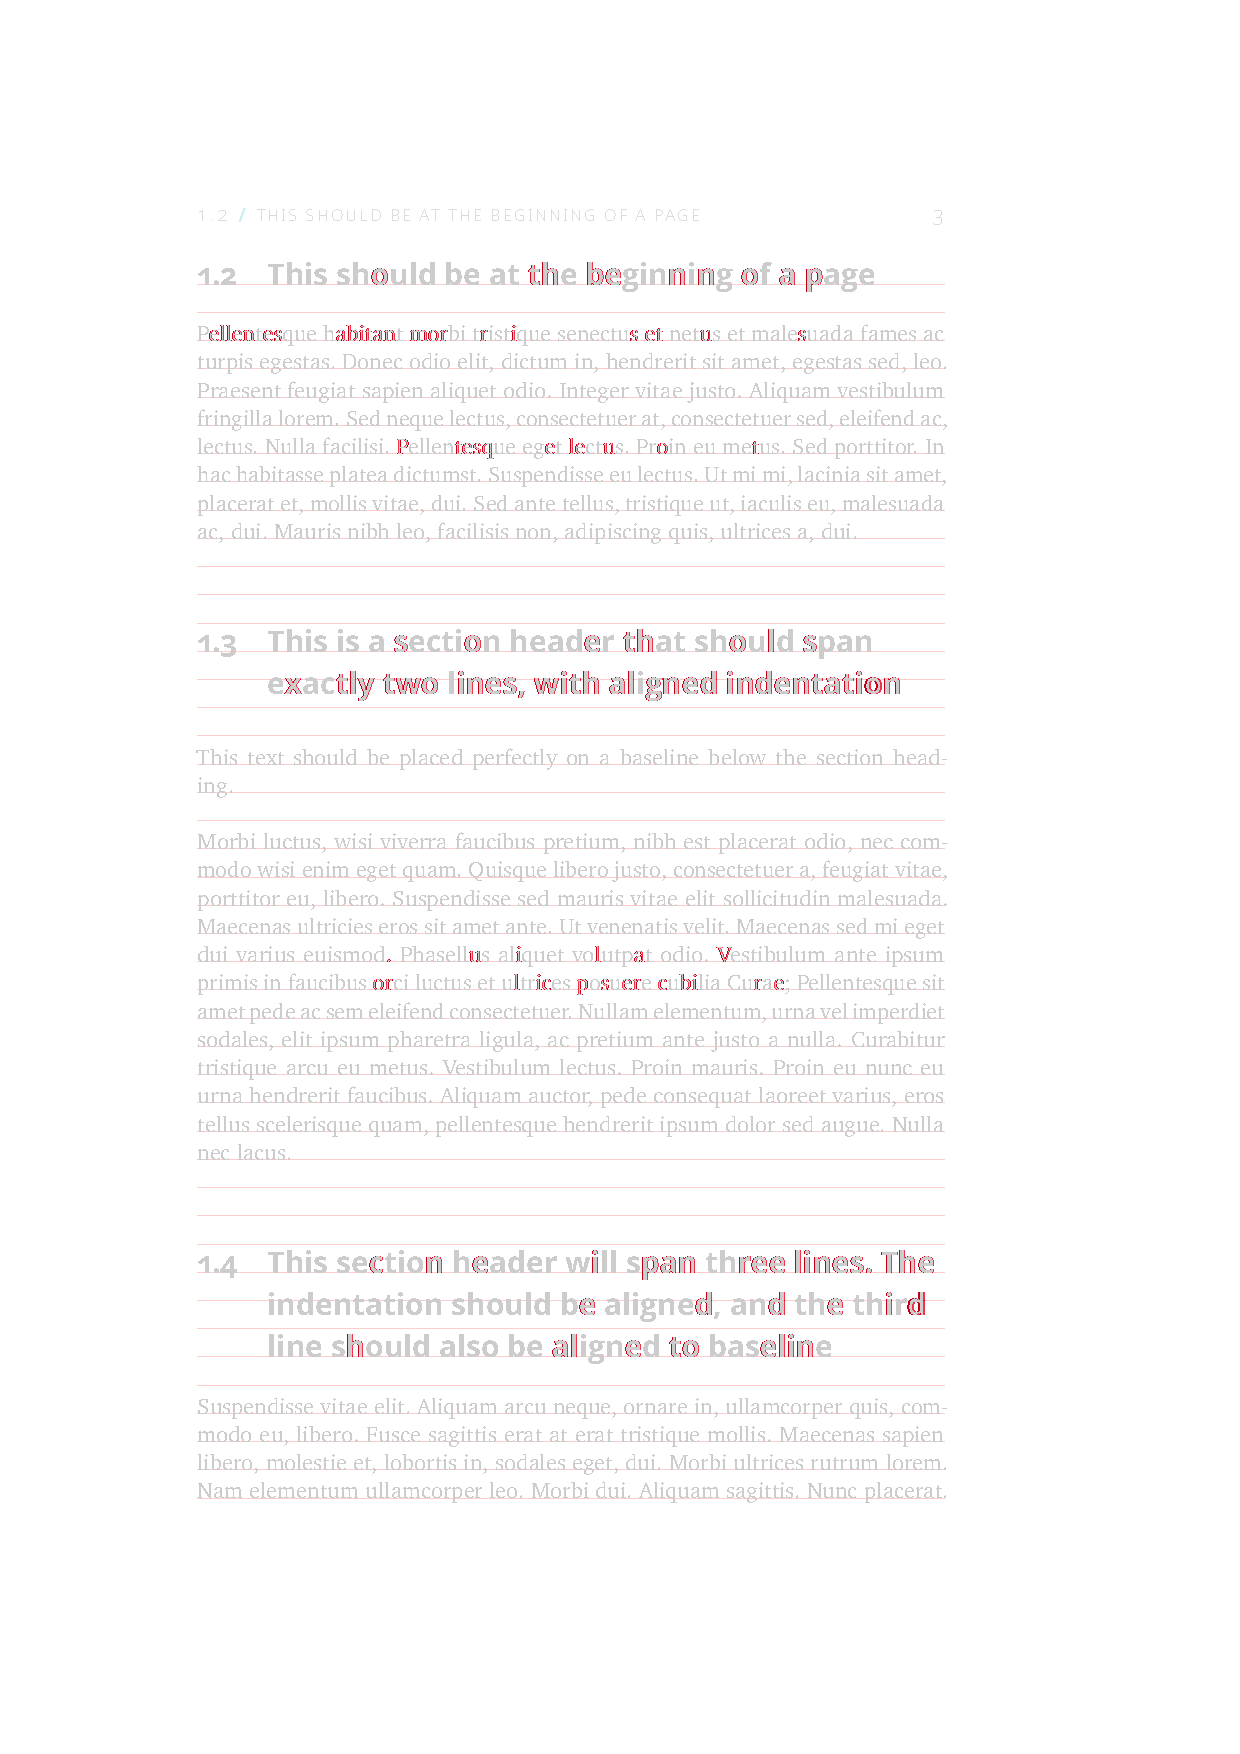 1.2 / THIS SHOULD BE AT THE BEGINNING OF A PAGE 3
1.2 This should be at the beginning of a page
Pellentesque habitant morbi tristique senectus et netus et malesuada fames ac
turpis egestas. Donec odio elit, dictum in, hendrerit sit amet, egestas sed, leo.
Praesent feugiat sapien aliquet odio. Integer vitae justo. Aliquam vestibulum
fringilla lorem. Sed neque lectus, consectetuer at, consectetuer sed, eleifend ac,
lectus. Nulla facilisi. Pellentesque eget lectus. Proin eu metus. Sed porttitor. In
hac habitasse platea dictumst. Suspendisse eu lectus. Ut mi mi, lacinia sit amet,
placerat et, mollis vitae, dui. Sed ante tellus, tristique ut, iaculis eu, malesuada
ac, dui. Mauris nibh leo, facilisis non, adipiscing quis, ultrices a, dui.
1.3 This is a section header that should span
exactly two lines, with aligned indentation
This text should be placed perfectly on a baseline below the section head-
ing.
Morbi luctus, wisi viverra faucibus pretium, nibh est placerat odio, nec com-
modo wisi enim eget quam. Quisque libero justo, consectetuer a, feugiat vitae,
porttitor eu, libero. Suspendisse sed mauris vitae elit sollicitudin malesuada.
Maecenas ultricies eros sit amet ante. Ut venenatis velit. Maecenas sed mi eget
dui varius euismod. Phasellus aliquet volutpat odio. Vestibulum ante ipsum
primis in faucibus orci luctus et ultrices posuere cubilia Curae; Pellentesque sit
amet pede ac sem eleifend consectetuer. Nullam elementum, urna vel imperdiet
sodales, elit ipsum pharetra ligula, ac pretium ante justo a nulla. Curabitur
tristique arcu eu metus. Vestibulum lectus. Proin mauris. Proin eu nunc eu
urna hendrerit faucibus. Aliquam auctor, pede consequat laoreet varius, eros
tellus scelerisque quam, pellentesque hendrerit ipsum dolor sed augue. Nulla
nec lacus.
1.4 This section header will span three lines. The
indentation should be aligned, and the third
line should also be aligned to baseline
Suspendisse vitae elit. Aliquam arcu neque, ornare in, ullamcorper quis, com-
modo eu, libero. Fusce sagittis erat at erat tristique mollis. Maecenas sapien
libero, molestie et, lobortis in, sodales eget, dui. Morbi ultrices rutrum lorem.
Nam elementum ullamcorper leo. Morbi dui. Aliquam sagittis. Nunc placerat.